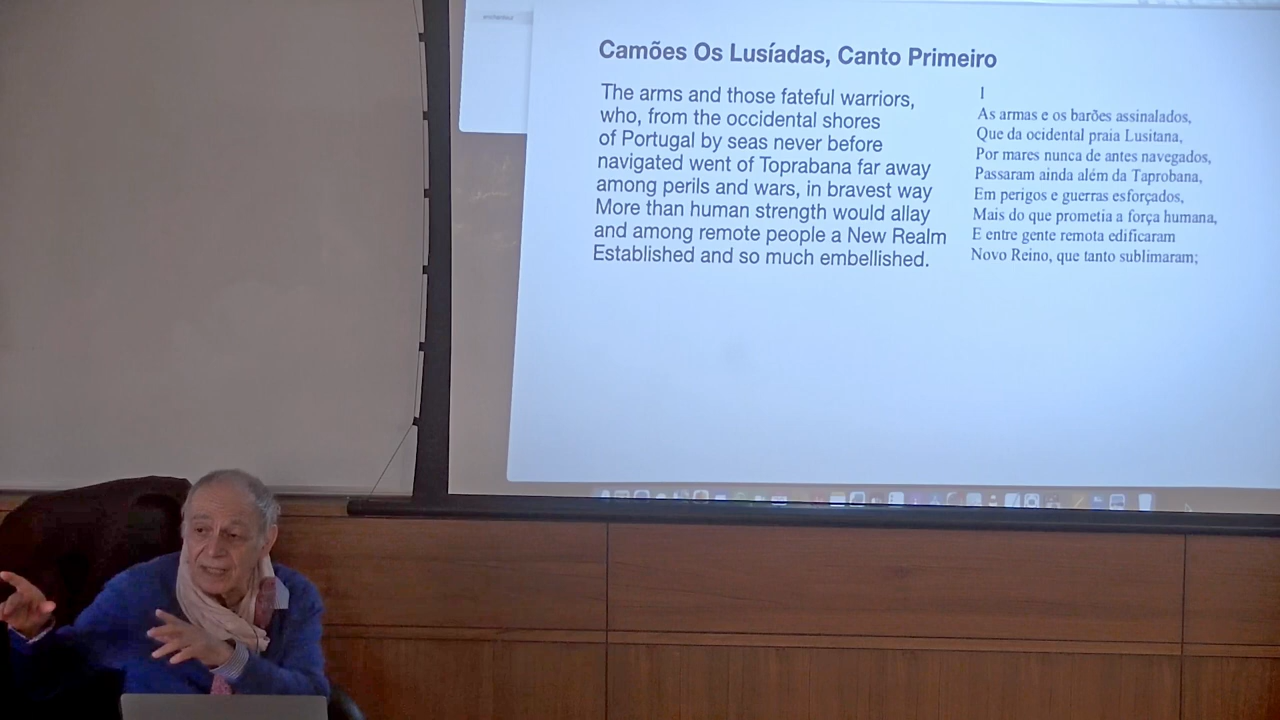 Camões Os Lusíadas, Canto Primeiro
The arms and those fateful warriors,
who, from the occidental shores
of Portugal by seas never before
navigated went of Toprabana far away
among perils and wars, in bravest way
More than human strength would allay
and among remote people a New Realm
Established and so much embellished.
I
As armas e os barões assinalados,
Que da ocidental praia Lusitana,
Por mares nunca de antes navegados,
Passaram ainda além da Taprobana,
Em perigos e guerras esforçados,
Mais do que prometia a força humana,
E entre gente remota edificaram
Novo Reino, que tanto sublimaram;